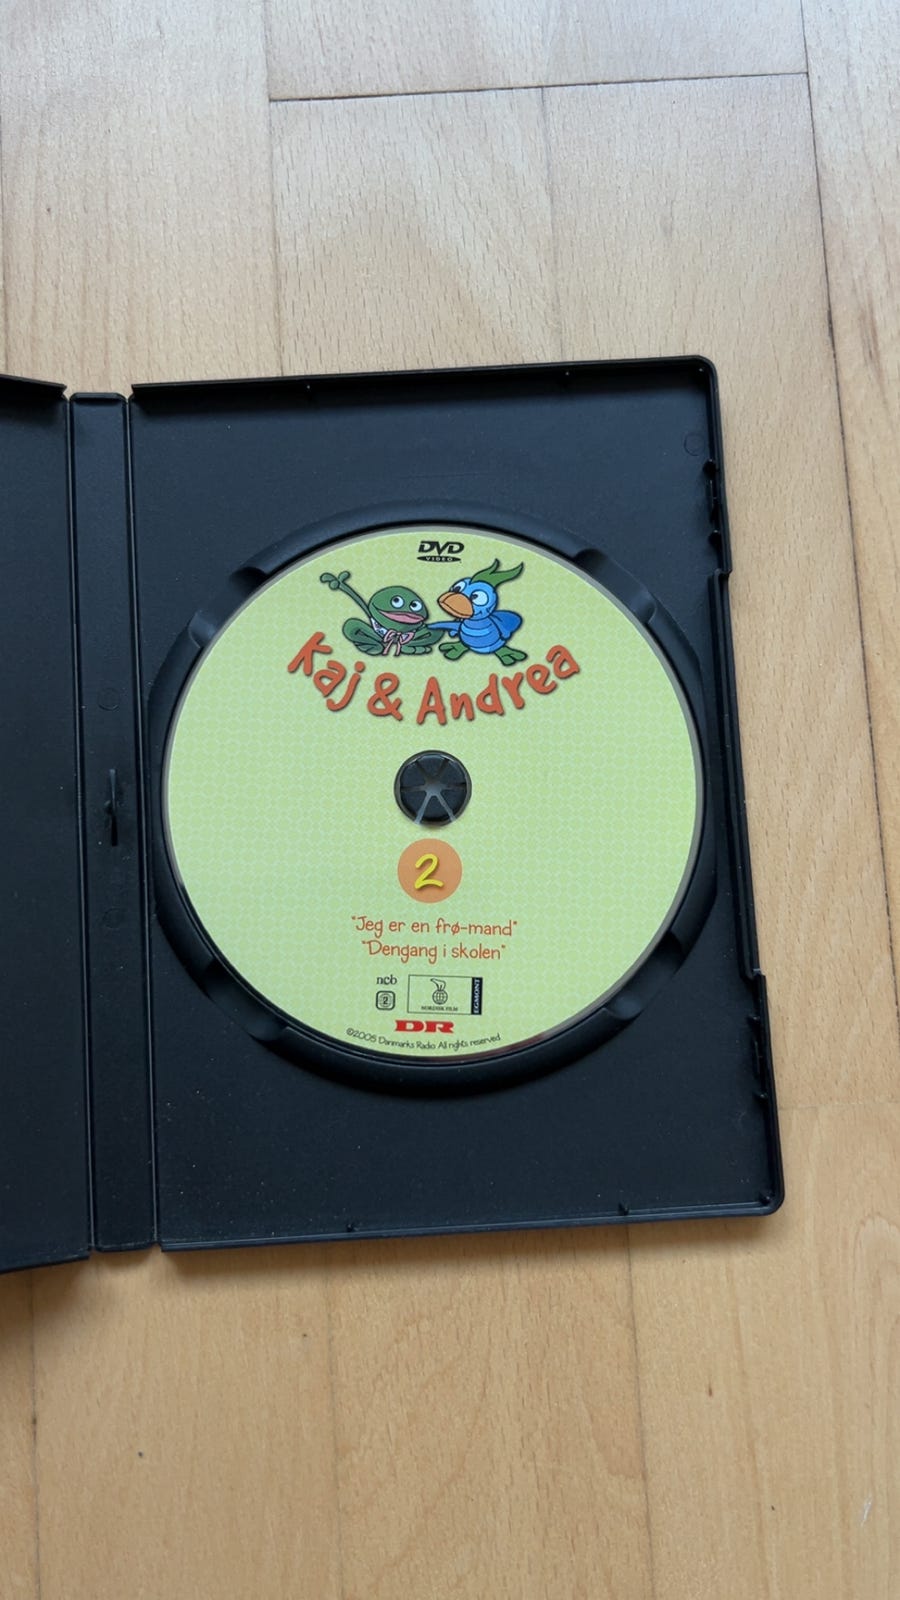 DVD
VIDEO
Kaj & Andrea
2
"Jeg er en frø-mand"
"Dengang i skolen"
ncb
2
NORDISK FILM
EGMONT
DR
©2005 Danmarks Radio All rights reserved